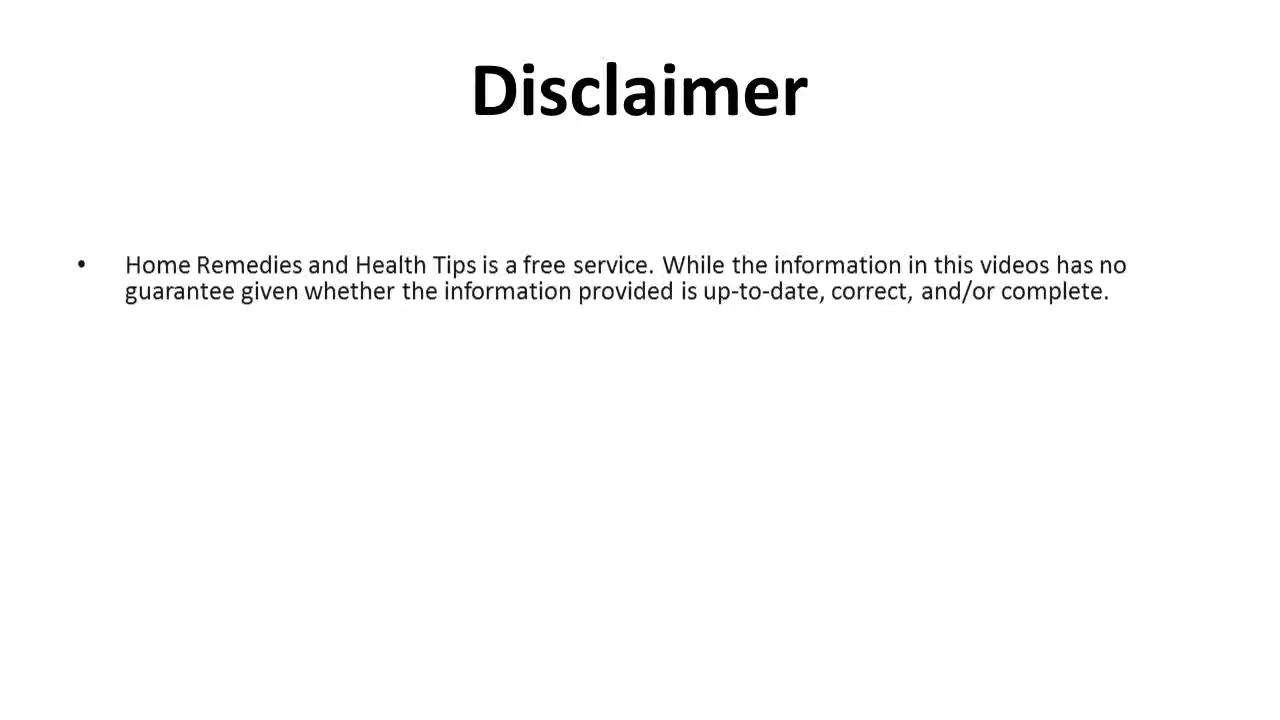 Disclaimer
• Home Remedies and Health Tips is a free service. While the information in this videos has no
guarantee given whether the information provided is up-to-date, correct, and/or complete.